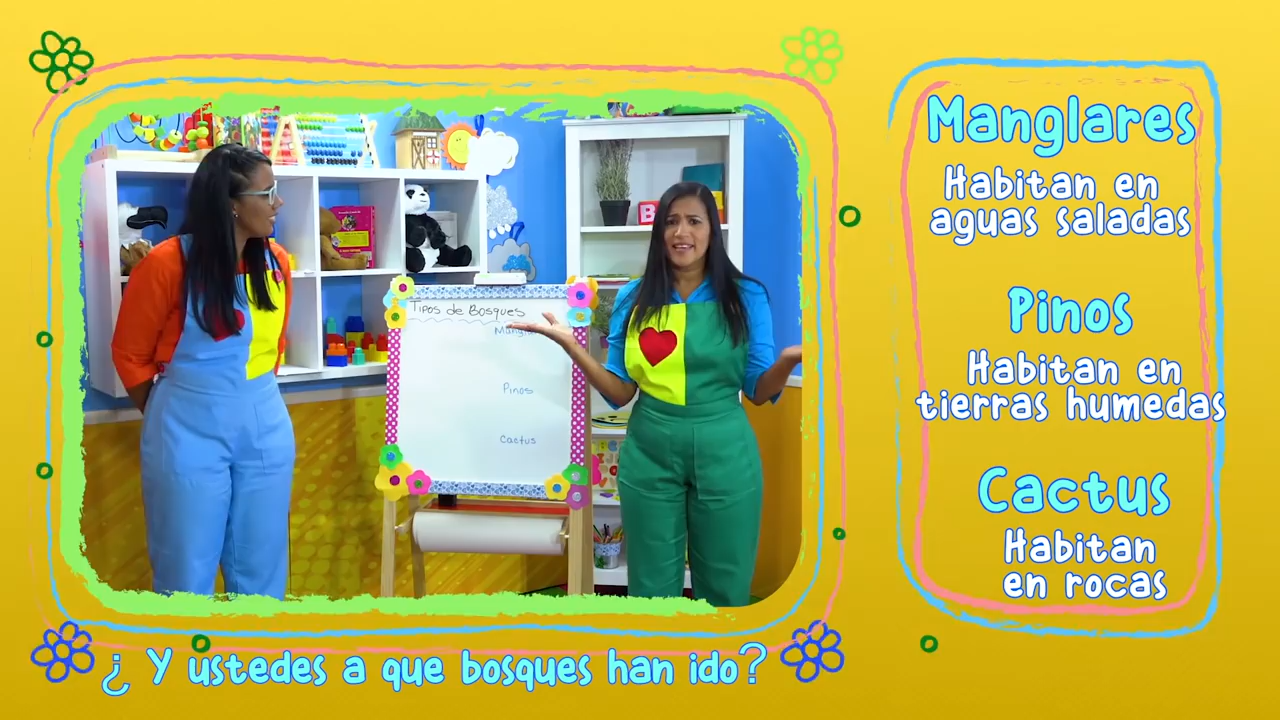 Tipos de Bosques
Pinos
Cactus
B
Manglares
Habitan en
aguas saladas
Pinos
Habitan en
tierras humedas
Cactus
Habitan
en rocas
¿ Y ustedes a que bosques han ido?